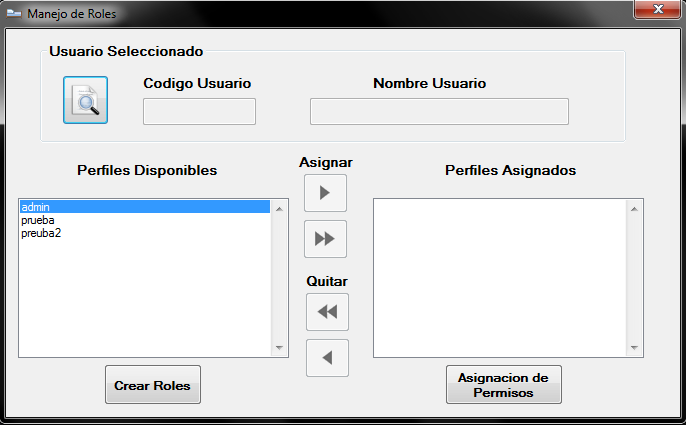 Manejo de Roles
Usuario Seleccionado
Codigo Usuario
Nombre Usuario
Perfiles Disponibles
Asignar
Perfiles Asignados
admin
prueba
preuba2
Quitar
Crear Roles
Asignacion de
Permisos